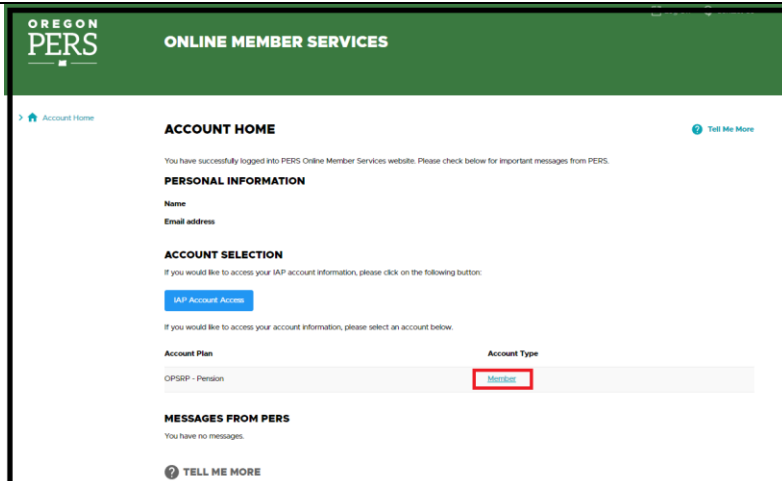 OREGON
PERS
ONLINE MEMBER SERVICES
> Account Home
ACCOUNT HOME
Tell Me More
You have successfully logged into PERS Online Member Services website. Please check below for important messages from PERS.
PERSONAL INFORMATION
Name
Email address
ACCOUNT SELECTION
If you would like to access your IAP account information, please click on the following button:
IAP Account Access
If you would like to access your account information, please select an account below.
Account Plan Account Type
OPSRP - Pension Member
MESSAGES FROM PERS
You have no messages.
TELL ME MORE